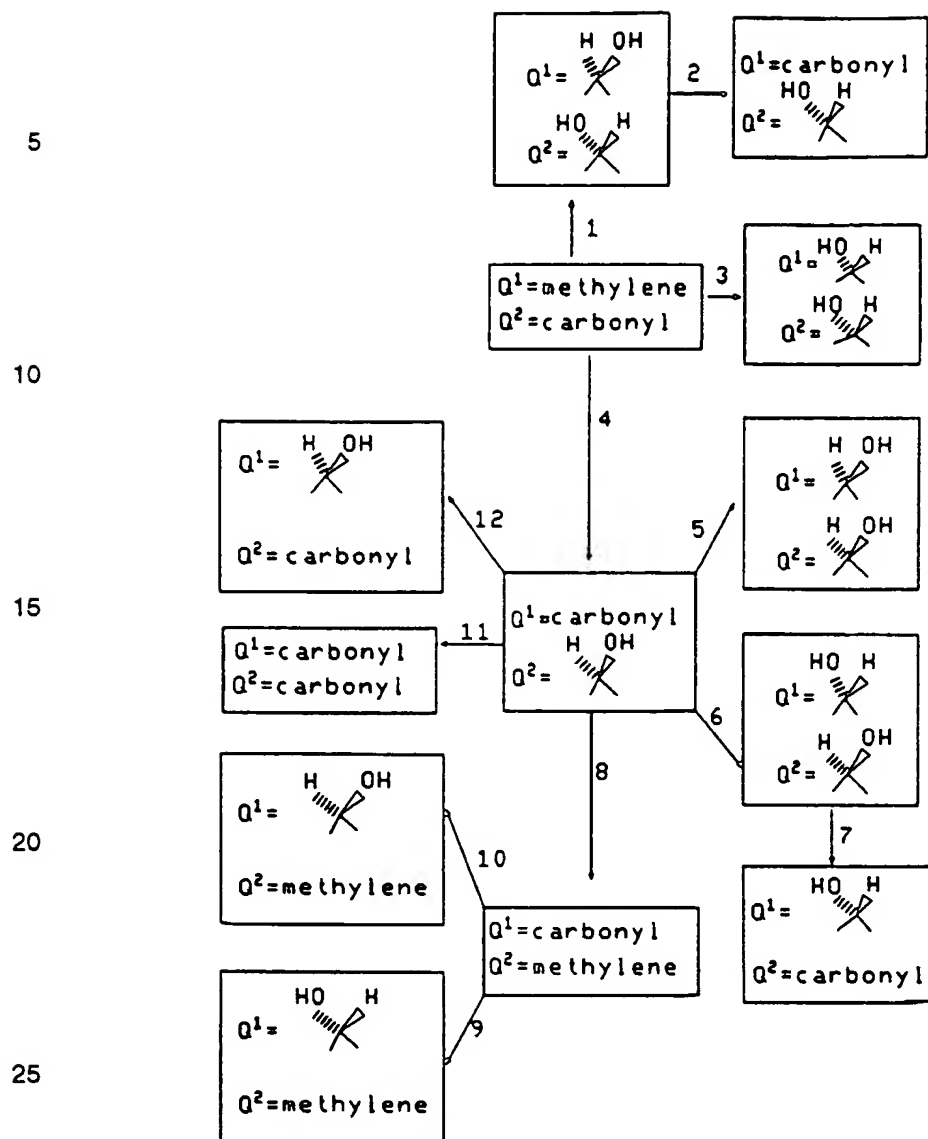 H OH
Q¹=
HO H
Q²=
2
Q¹=carbonyl
HO H
Q²=
5
1
Q¹=methylene
Q²=carbonyl
3
HO H
Q¹=
HO H
Q²=
10
4
H OH
Q¹=
Q²=carbonyl
12
5
H OH
Q¹=
H OH
Q²=
15
Q¹=carbonyl
Q²=carbonyl
11
Q¹=carbonyl
H OH
Q²=
6
HO H
Q¹=
H OH
Q²=
8
H OH
Q¹=
Q²=methylene
20
10
7
Q¹=carbonyl
Q²=methylene
HO H
Q¹=
Q²=carbonyl
HO H
Q¹=
Q²=methylene
9
25